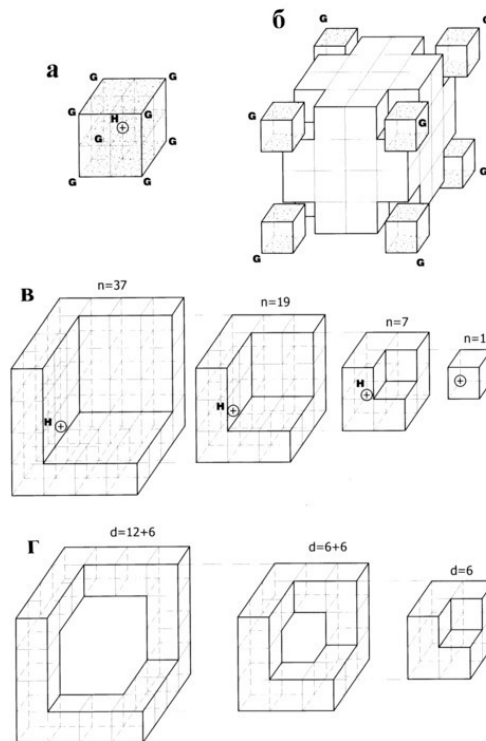 а
G G
G H G
G
G G
б
G G
G G
G
G G
в
n=37
n=19
n=7
n=1
H
H
H
г
d=12+6
d=6+6
d=6